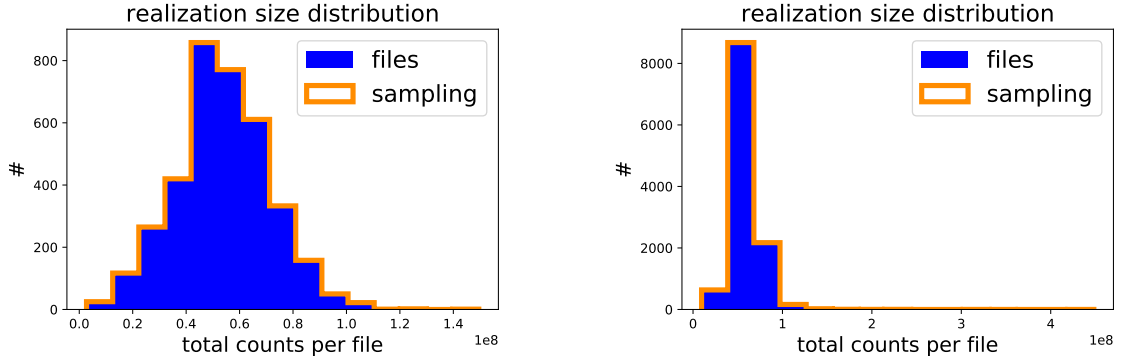 realization size distribution
files
sampling
#
800
600
400
200
0
0.0
0.2
0.4
0.6
0.8
1.0
1.2
1.4
1e8
total counts per file
realization size distribution
files
sampling
#
8000
6000
4000
2000
0
0
1
2
3
4
1e8
total counts per file